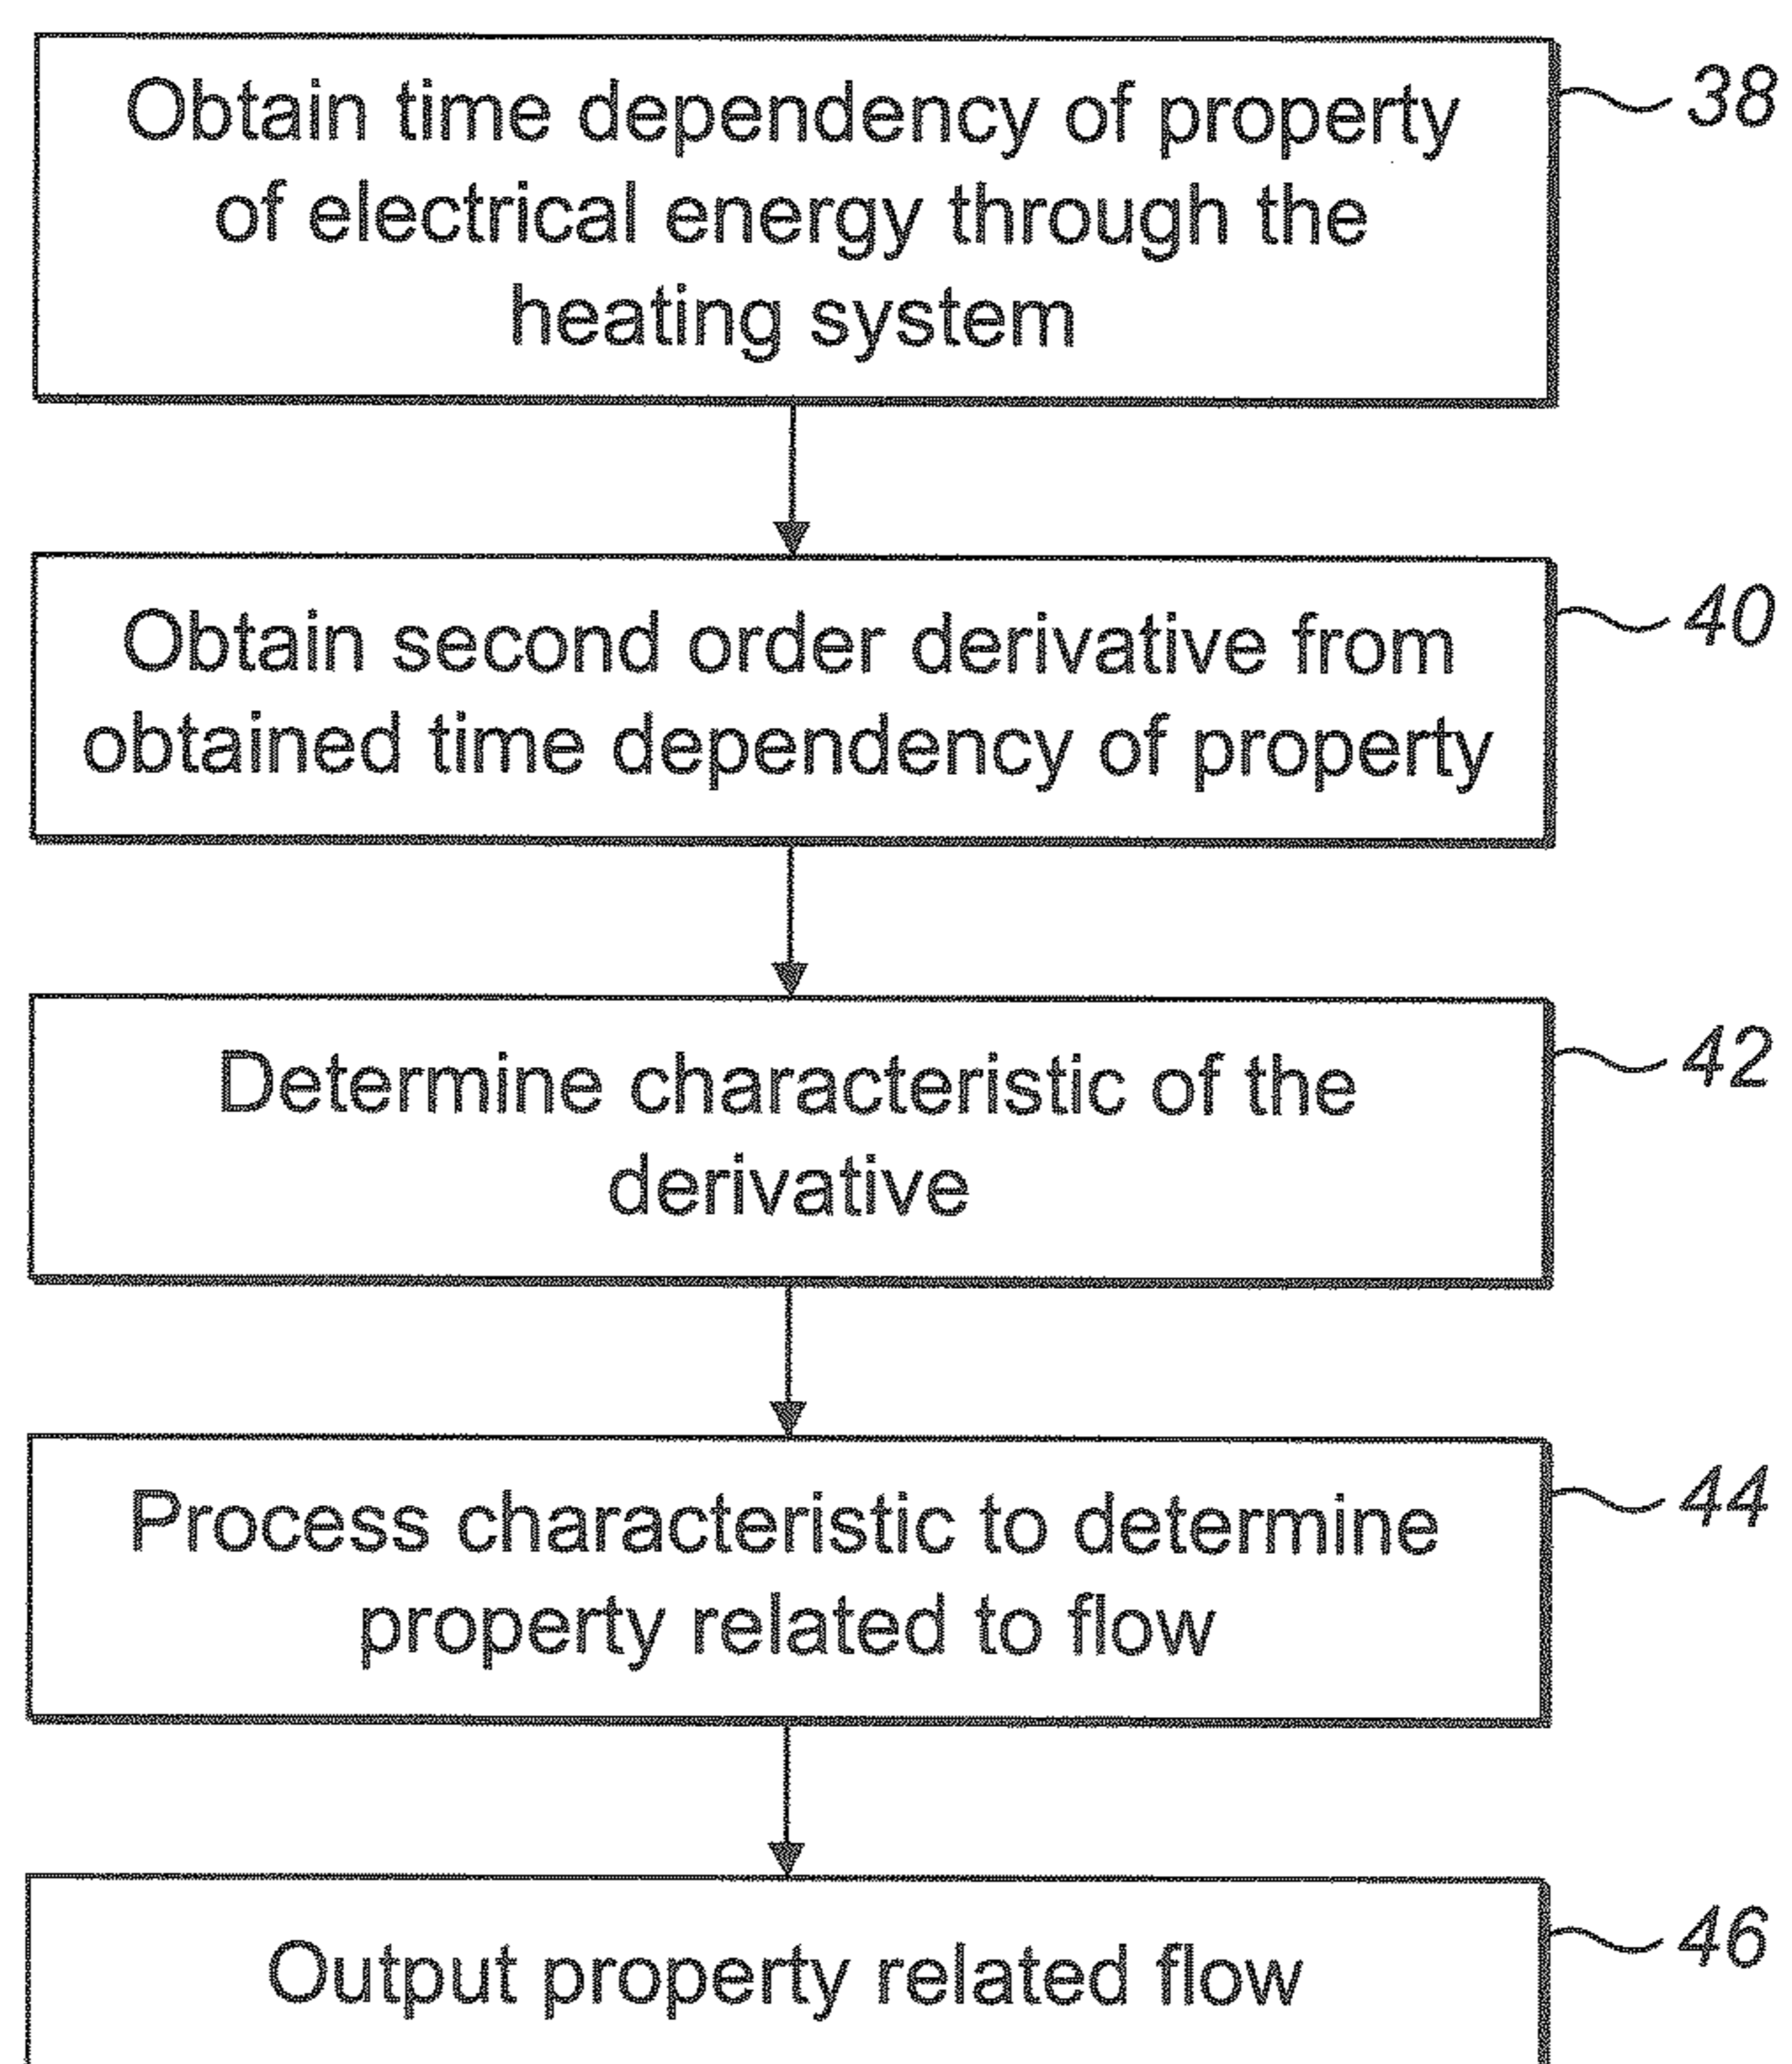 Obtain time dependency of property
of electrical energy through the
heating system
38
Obtain second order derivative from
obtained time dependency of property
40
Determine characteristic of the
derivative
42
Process characteristic to determine
property related to flow
44
Output property related flow
46